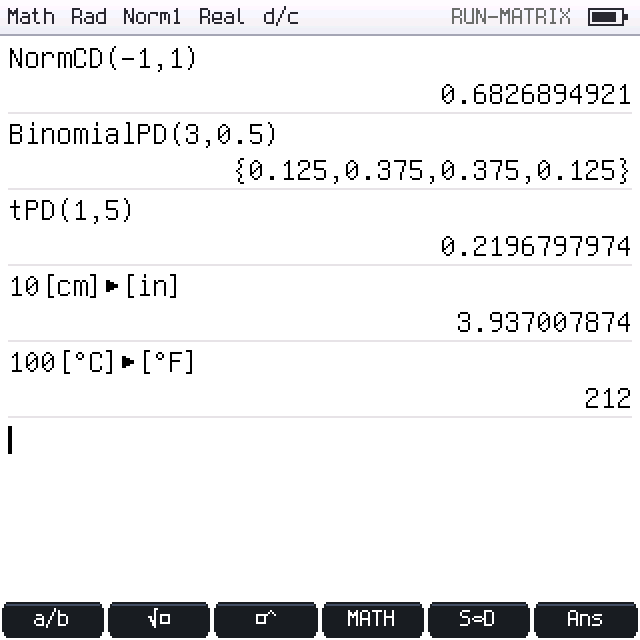 Math Rad Norm1 Real d/c RUN-MATRIX
NormCD(-1,1)
0.6826894921
BinomialPD(3,0.5)
{0.125,0.375,0.375,0.125}
tPD(1,5)
0.2196797974
10[cm]▶[in]
3.937007874
100[°C]▶[°F]
212
a/b √□ □^ MATH S=D Ans